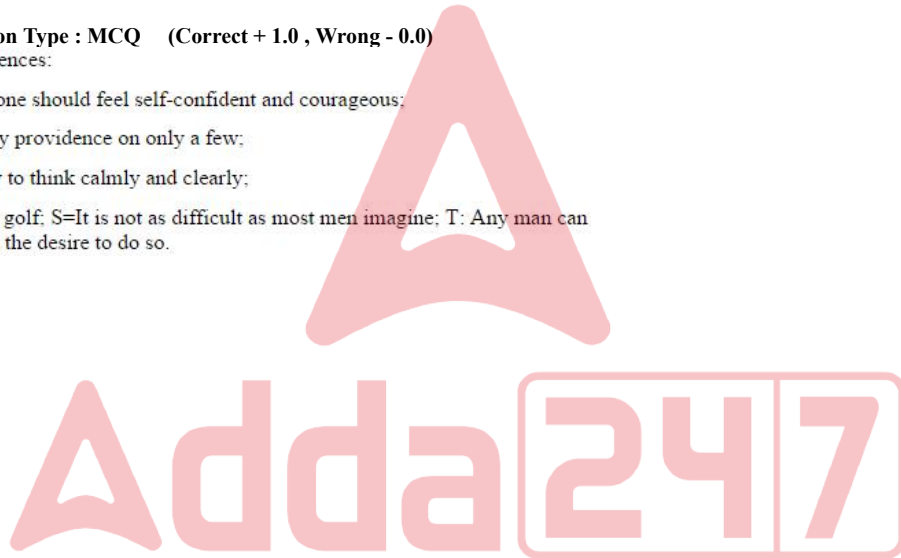 on Type : MCQ (Correct + 1.0 , Wrong - 0.0)
ences:
one should feel self-confident and courageous;
y providence on only a few;
to think calmly and clearly;
golf; S=It is not as difficult as most men imagine; T: Any man can
the desire to do so.
Adda247